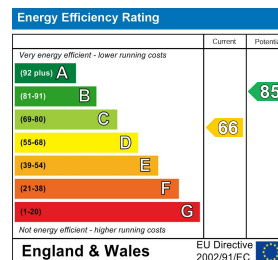 Energy Efficiency Rating
Current
Potenti
Very energy efficient - lower running costs
(92 plus) A
(81-91) B
(69-80) C
(55-68) D
(39-54) E
(21-38) F
(1-20) G
66
85
Not energy efficient - higher running costs
England & Wales
EU Directive
2002/91/EC